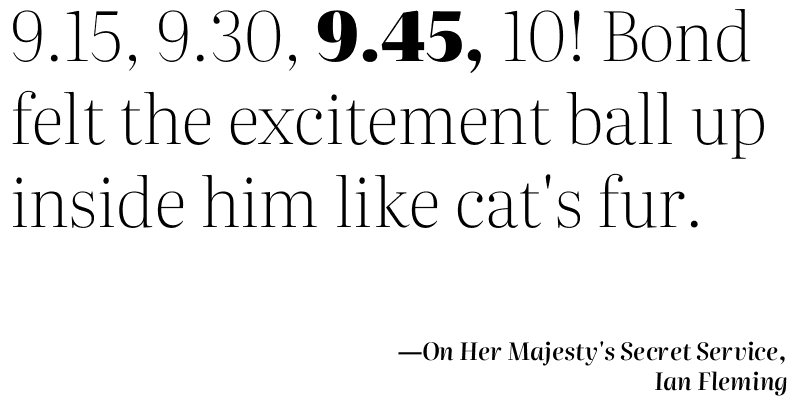 9.15, 9.30, 9.45, 10! Bond
felt the excitement ball up
inside him like cat's fur.
—On Her Majesty's Secret Service,
Ian Fleming